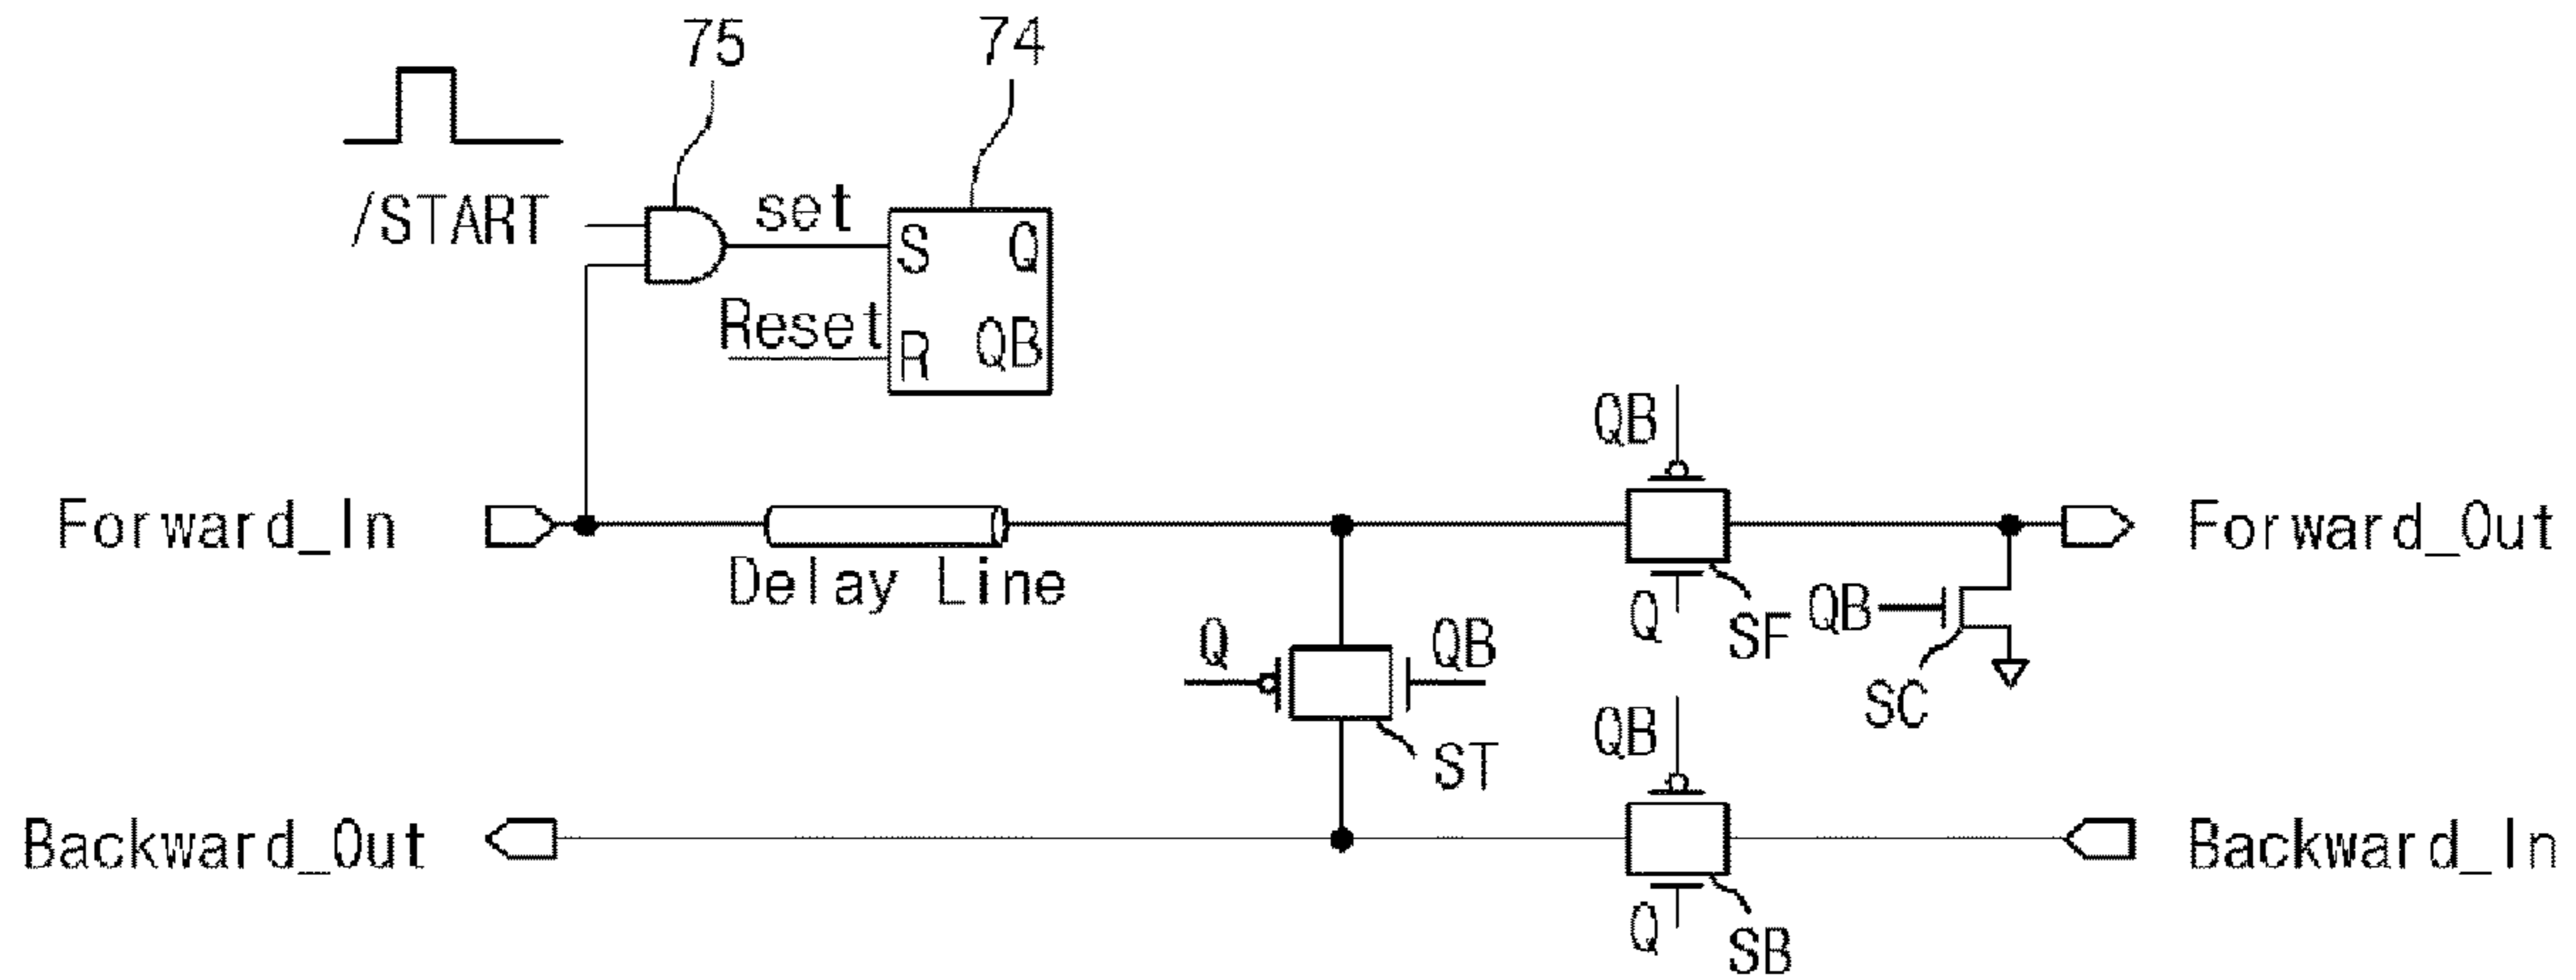 75
74
/START
set
S
Q
Reset
R
QB
QB
Forward_In
Forward_Out
Delay Line
Q
SF
QB
Q
QB
SC
QB
ST
Backward_Out
Backward_In
Q
SB